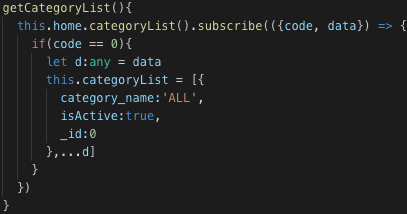 getCategoryList(){
  this.home.categoryList().subscribe(({code, data}) => {
    if(code == 0){
      let d:any = data
      this.categoryList = [{
        category_name:'ALL',
        isActive:true,
        _id:0
      },...d]
    }
  })
}